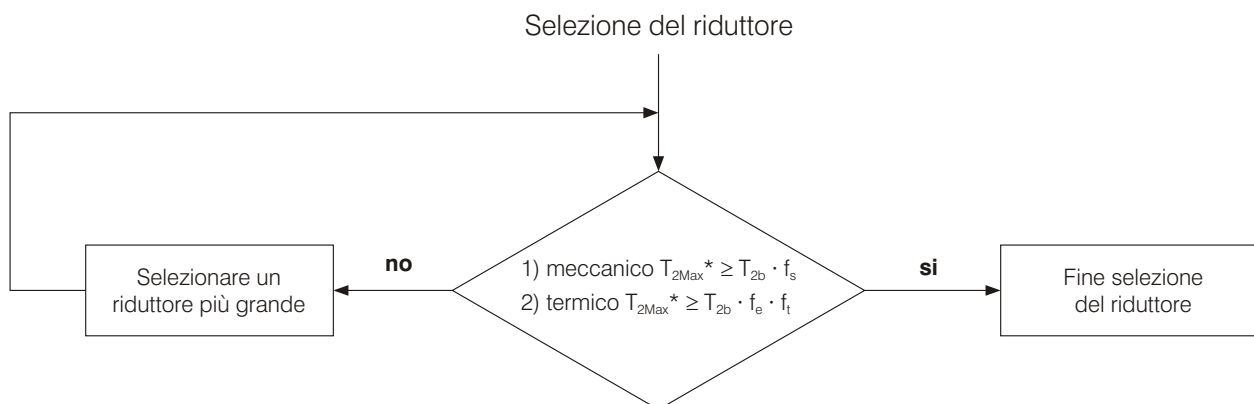 Selezione del riduttore
no
si
Selezionare un
riduttore più grande
1) meccanico T₂Max* ≥ T₂b · fs
2) termico T₂Max* ≥ T₂b · fe · ft
Fine selezione
del riduttore